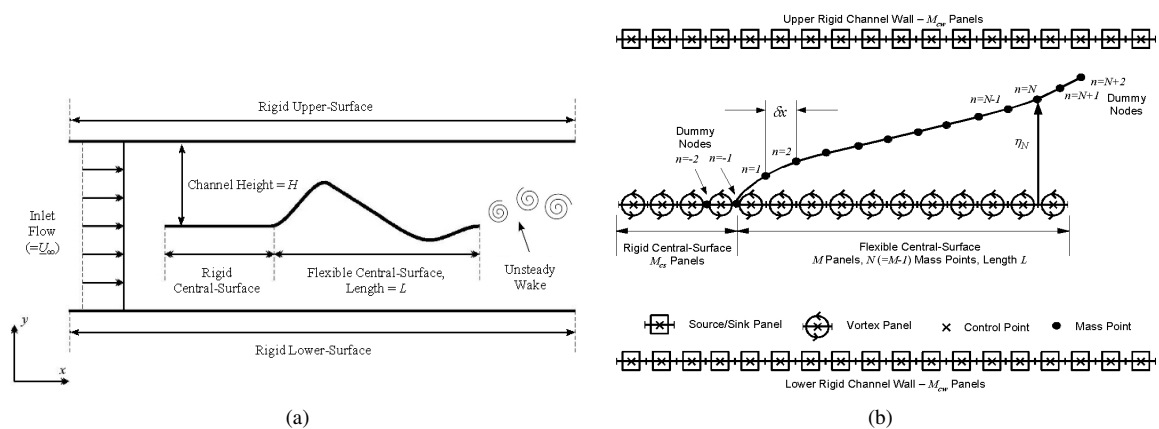 Rigid Upper-Surface
Channel Height = H
Inlet
Flow
(=U∞)
Rigid
Central-Surface
Flexible Central-Surface,
Length = L
Unsteady
Wake
Rigid Lower-Surface
y
x
(a)
Upper Rigid Channel Wall – Mcw Panels
δx
Dummy
Nodes
n=-2
n=-1
n=1
n=2
n=N-1
n=N
n=N+2
n=N+1
Dummy
Nodes
ηN
Rigid Central-Surface
Mcs Panels
Flexible Central-Surface
M Panels, N (=M-1) Mass Points, Length L
Source/Sink Panel
Vortex Panel
Control Point
Mass Point
Lower Rigid Channel Wall – Mcw Panels
(b)